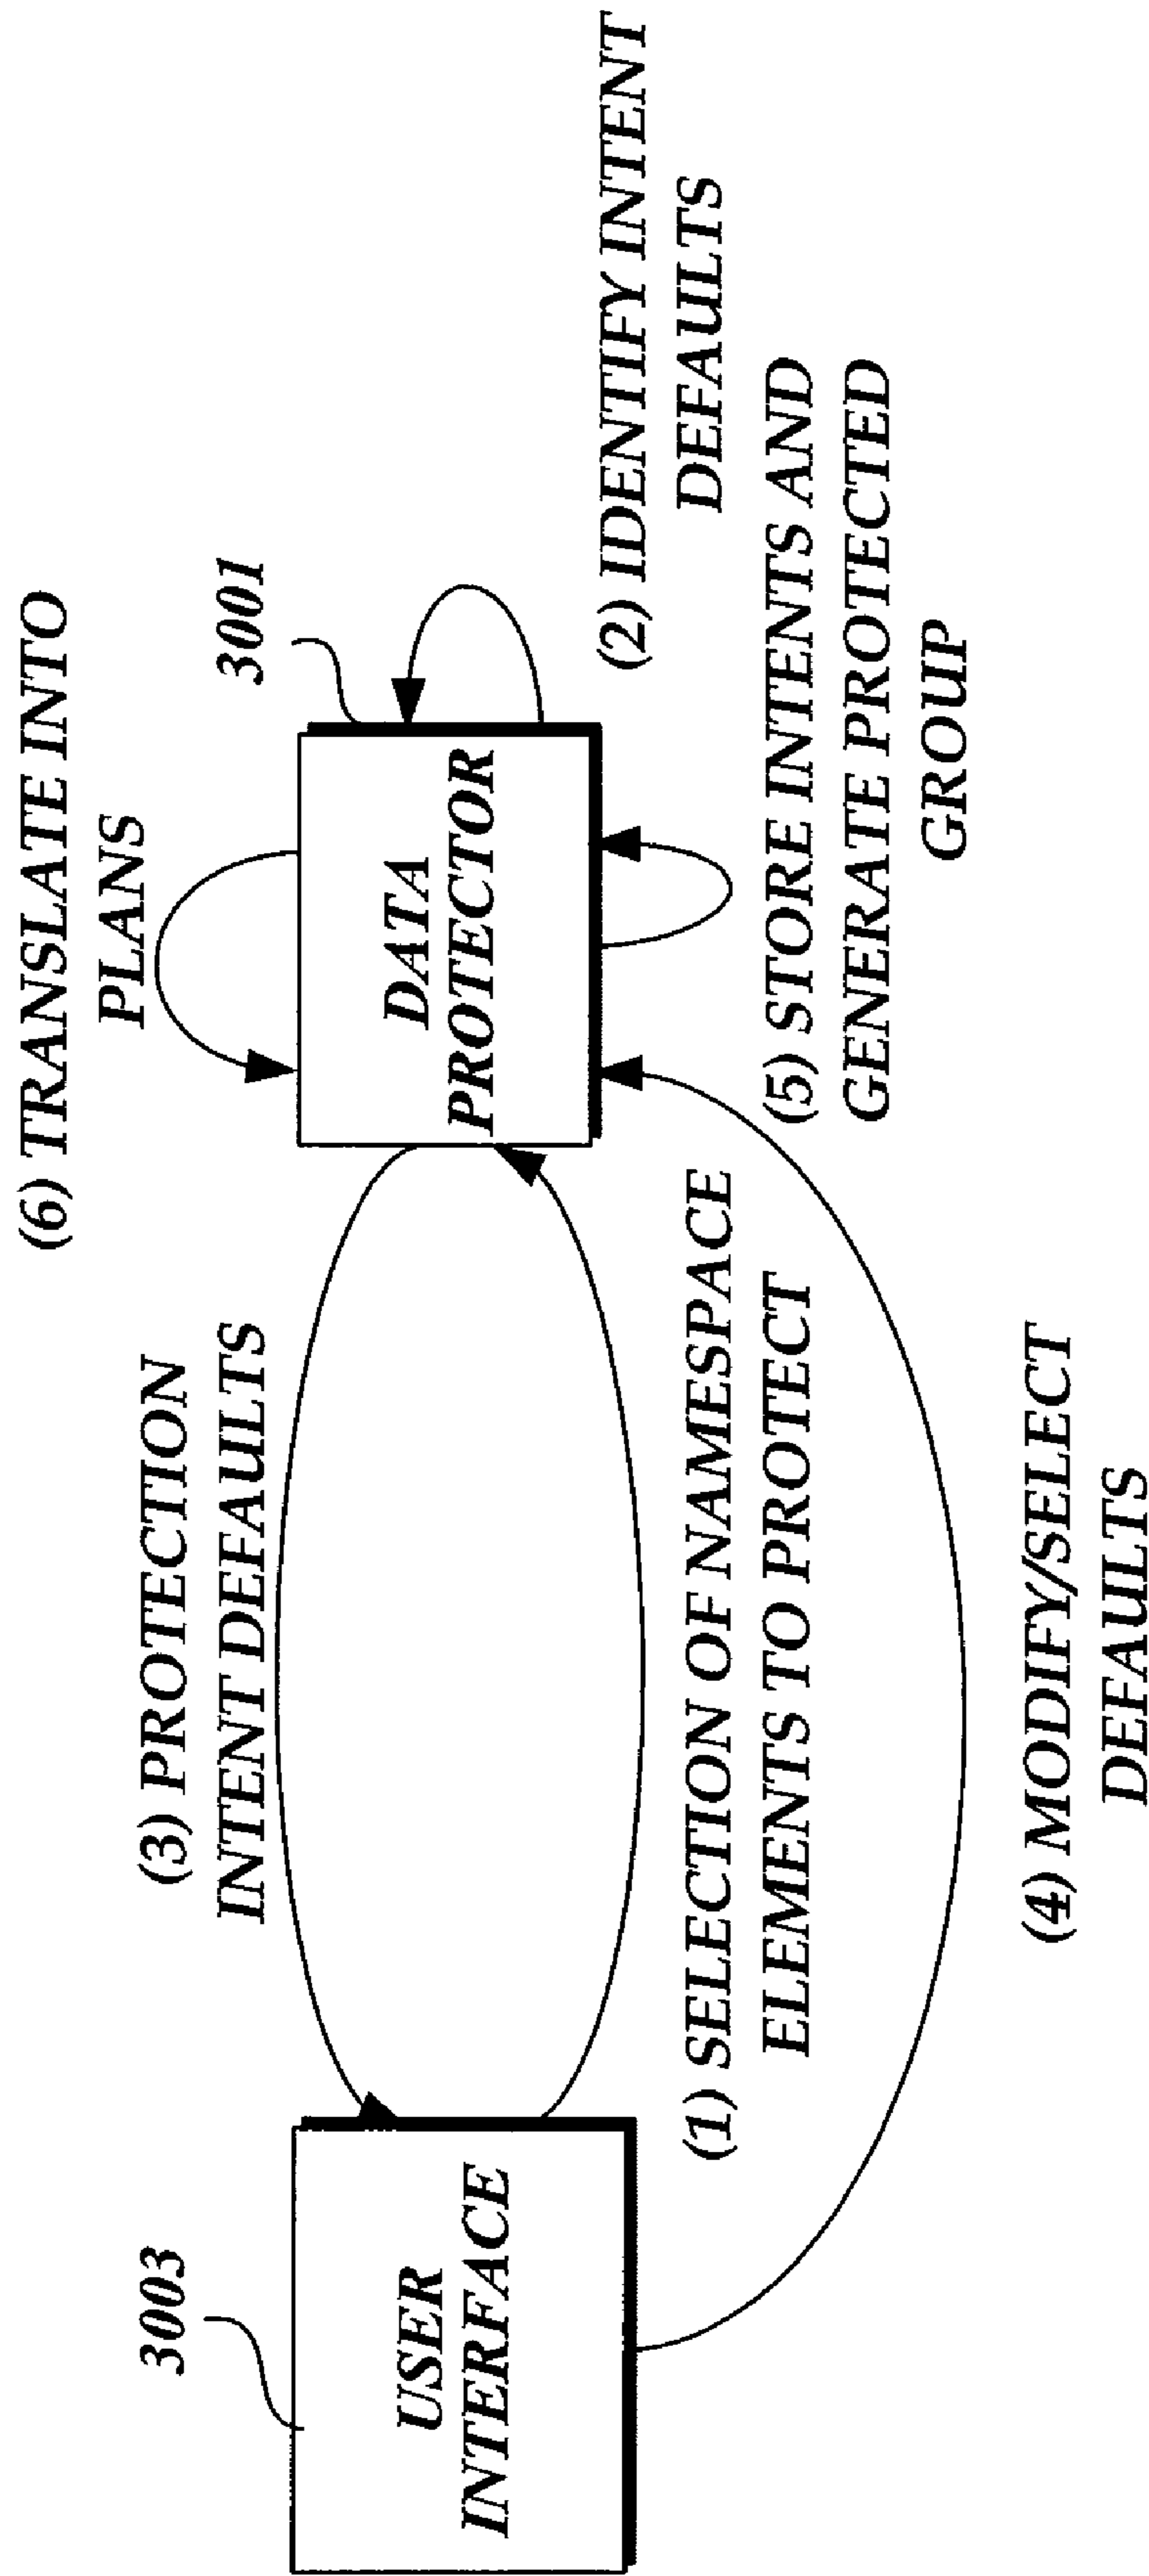 (6) TRANSLATE INTO
PLANS
3003
(3) PROTECTION
INTENT DEFAULTS
3001
USER
INTERFACE
DATA
PROTECTOR
(2) IDENTIFY INTENT
DEFAULTS
(1) SELECTION OF NAMESPACE
ELEMENTS TO PROTECT
(5) STORE INTENTS AND
GENERATE PROTECTED
GROUP
(4) MODIFY/SELECT
DEFAULTS